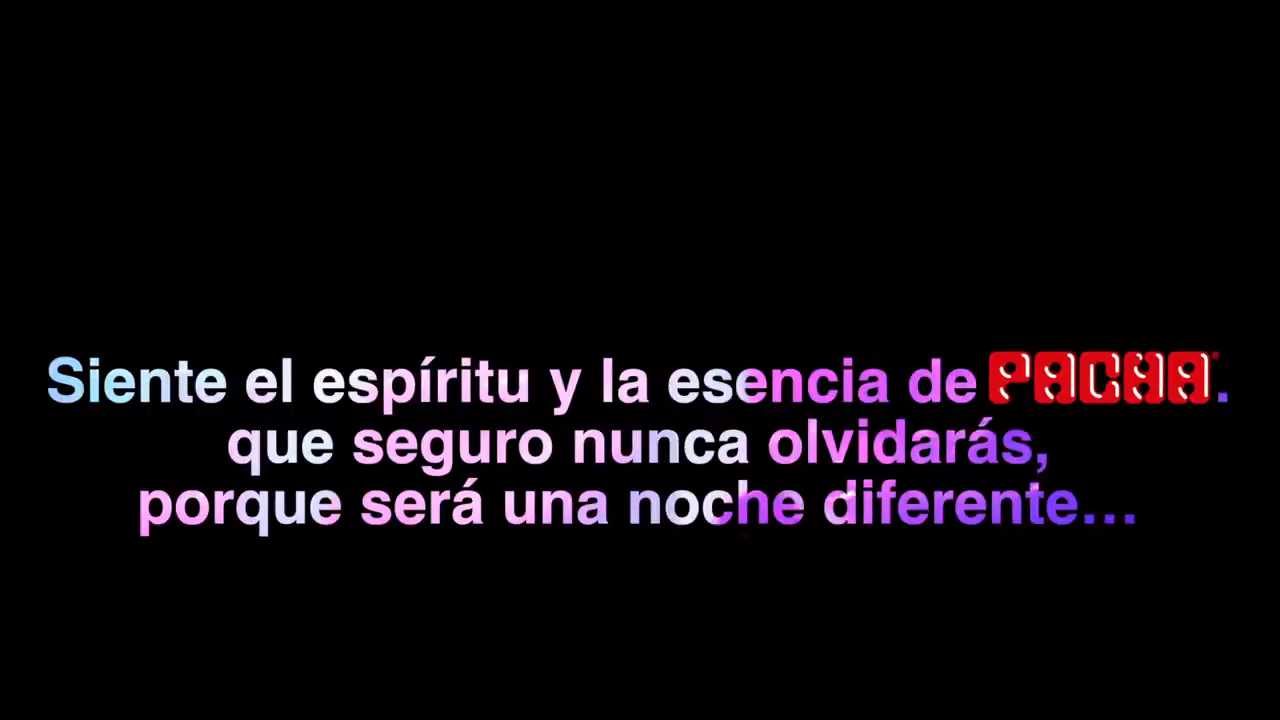 Siente el espíritu y la esencia de PACHA.
que seguro nunca olvidarás,
porque será una noche diferente...